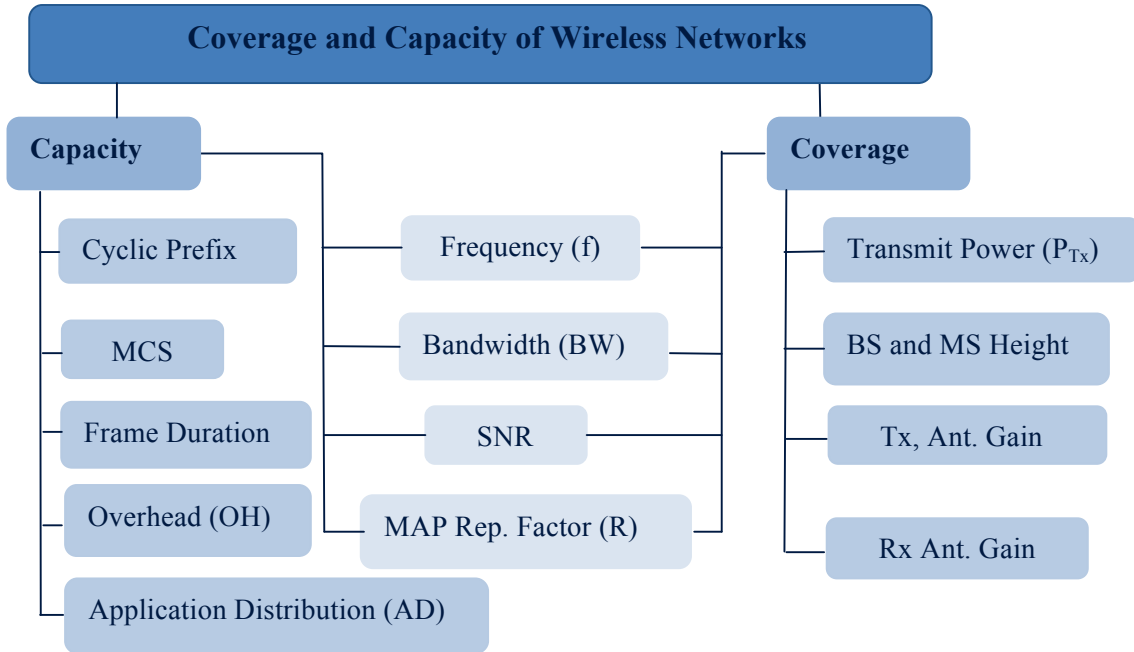 Coverage and Capacity of Wireless Networks
Capacity
Coverage
Cyclic Prefix
MCS
Frame Duration
Overhead (OH)
Application Distribution (AD)
Frequency (f)
Bandwidth (BW)
SNR
MAP Rep. Factor (R)
Transmit Power (P_Tx)
BS and MS Height
Tx, Ant. Gain
Rx Ant. Gain